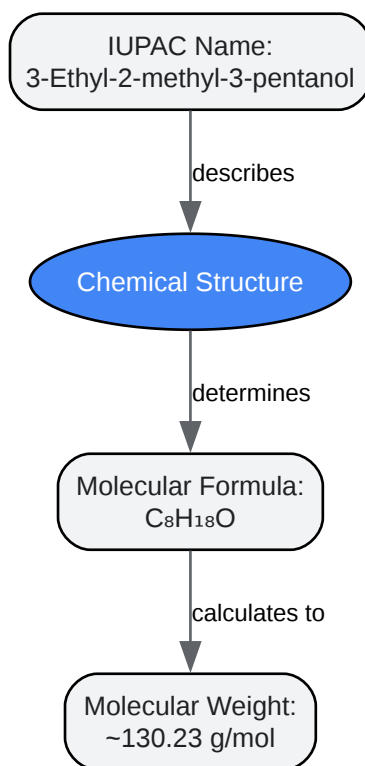 IUPAC Name:
3-Ethyl-2-methyl-3-pentanol
describes
Chemical Structure
determines
Molecular Formula:
C₈H₁₈O
calculates to
Molecular Weight:
~130.23 g/mol